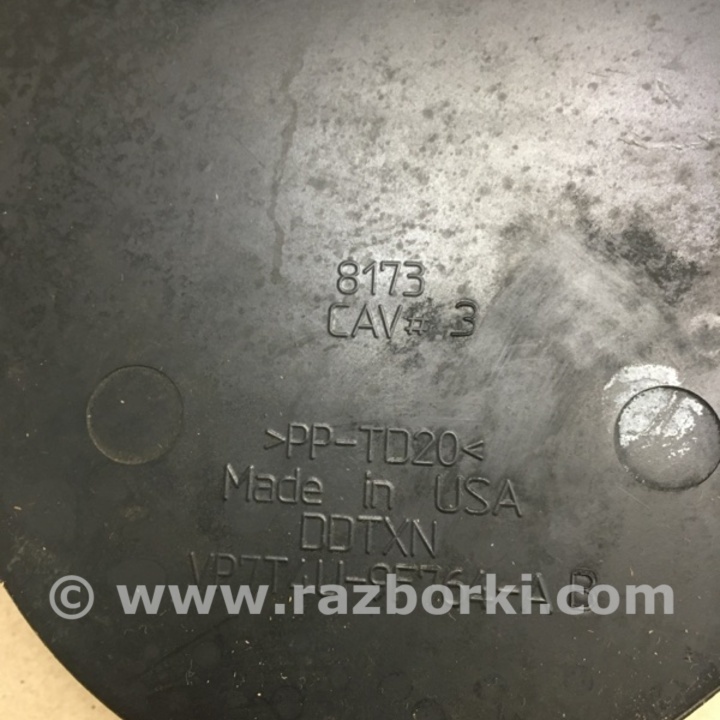 8173
CAV# 3
>PP-TD20<
Made in USA
DDTXN
© www.razborki.com